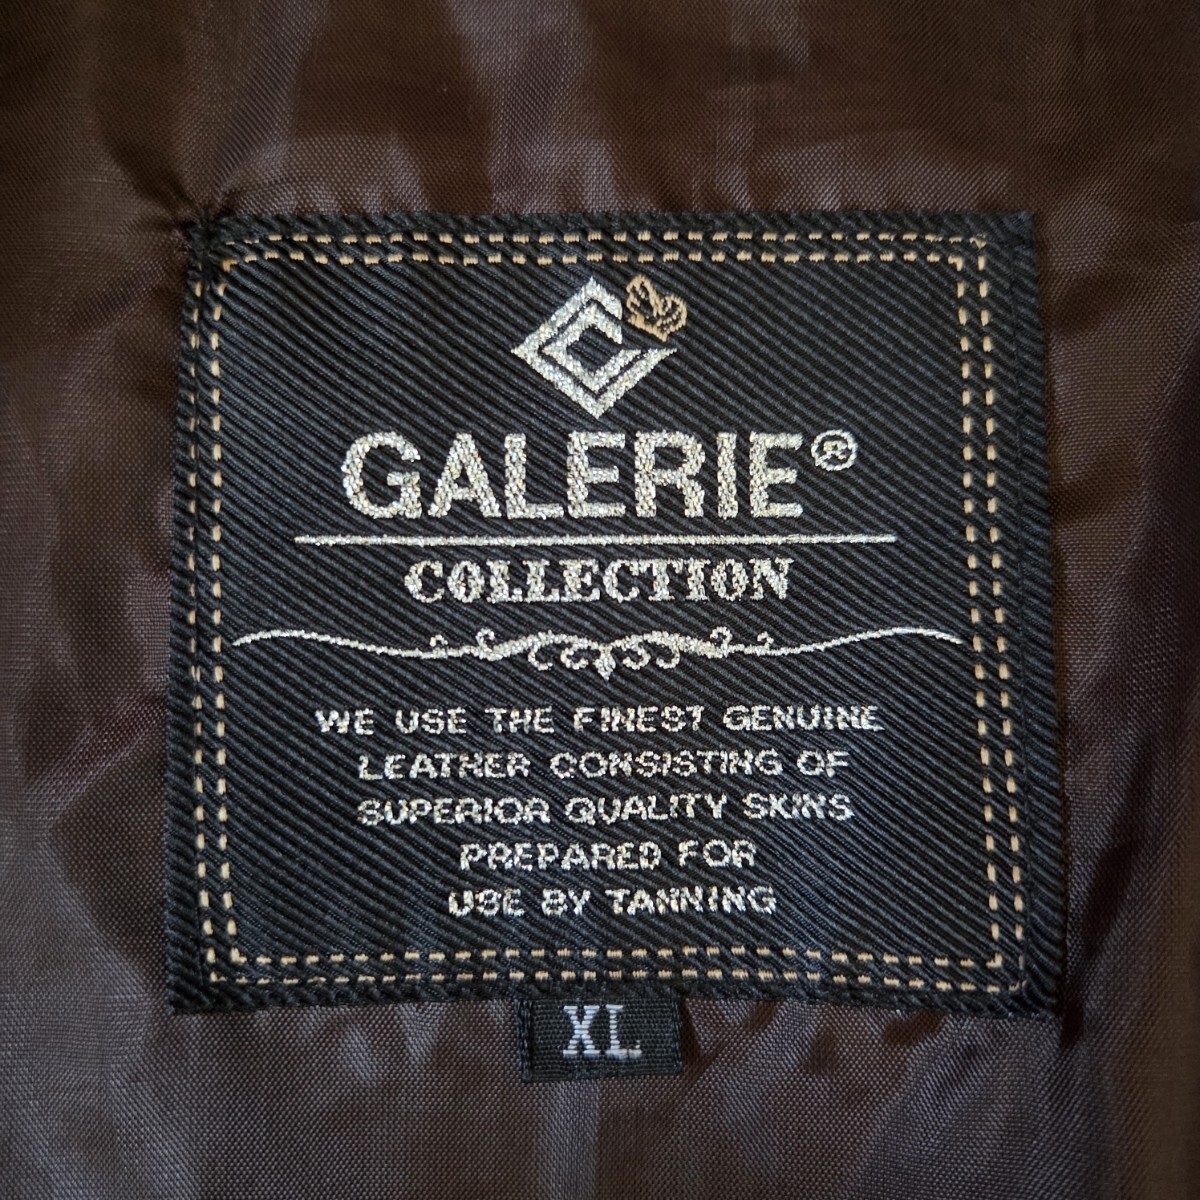 GALERIE®
COLLECTION
WE USE THE FINEST GENUINE
LEATHER CONSISTING OF
SUPERIOR QUALITY SKINS
PREPARED FOR
USE BY TANNING
XL